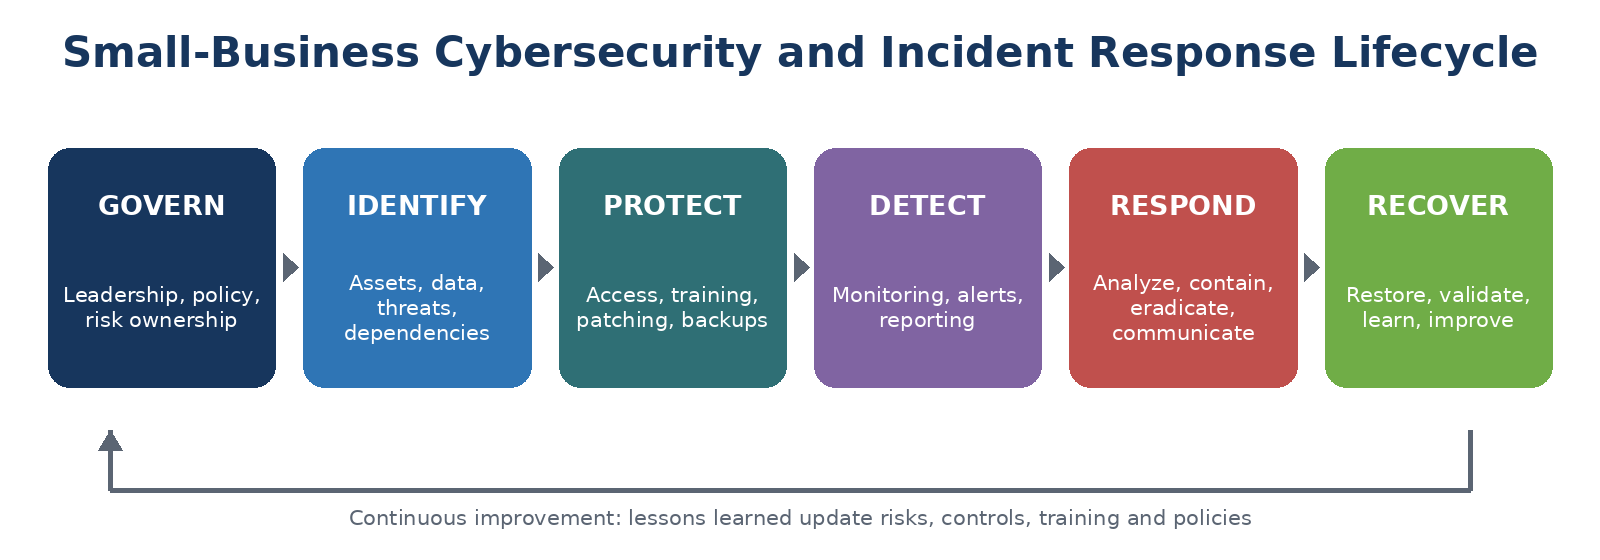 Small-Business Cybersecurity and Incident Response Lifecycle
GOVERN
Leadership, policy,
risk ownership
IDENTIFY
Assets, data,
threats,
dependencies
PROTECT
Access, training,
patching, backups
DETECT
Monitoring, alerts,
reporting
RESPOND
Analyze, contain,
eradicate,
communicate
RECOVER
Restore, validate,
learn, improve
Continuous improvement: lessons learned update risks, controls, training and policies